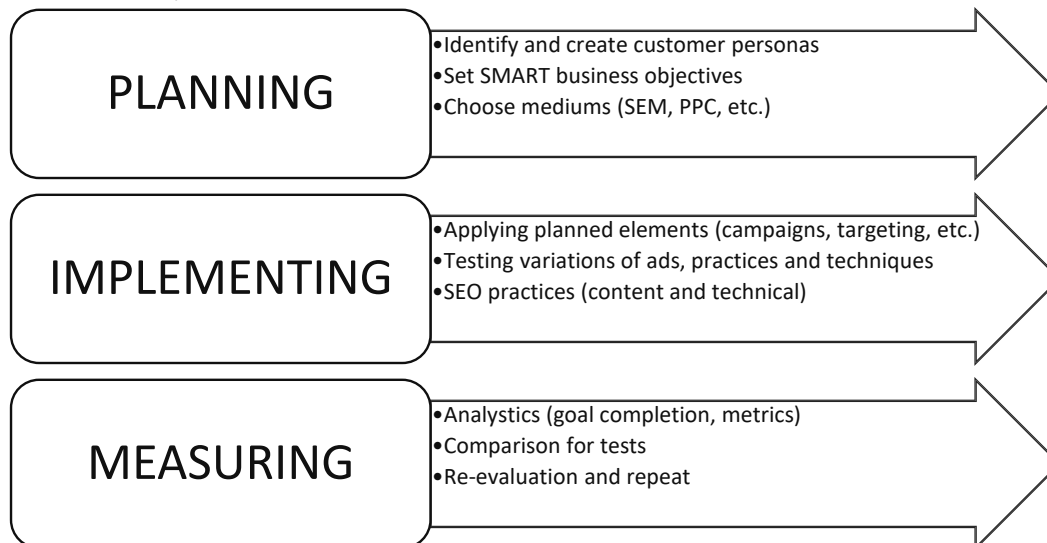 PLANNING
•Identify and create customer personas
•Set SMART business objectives
•Choose mediums (SEM, PPC, etc.)
IMPLEMENTING
•Applying planned elements (campaigns, targeting, etc.)
•Testing variations of ads, practices and techniques
•SEO practices (content and technical)
MEASURING
•Analystics (goal completion, metrics)
•Comparison for tests
•Re-evaluation and repeat